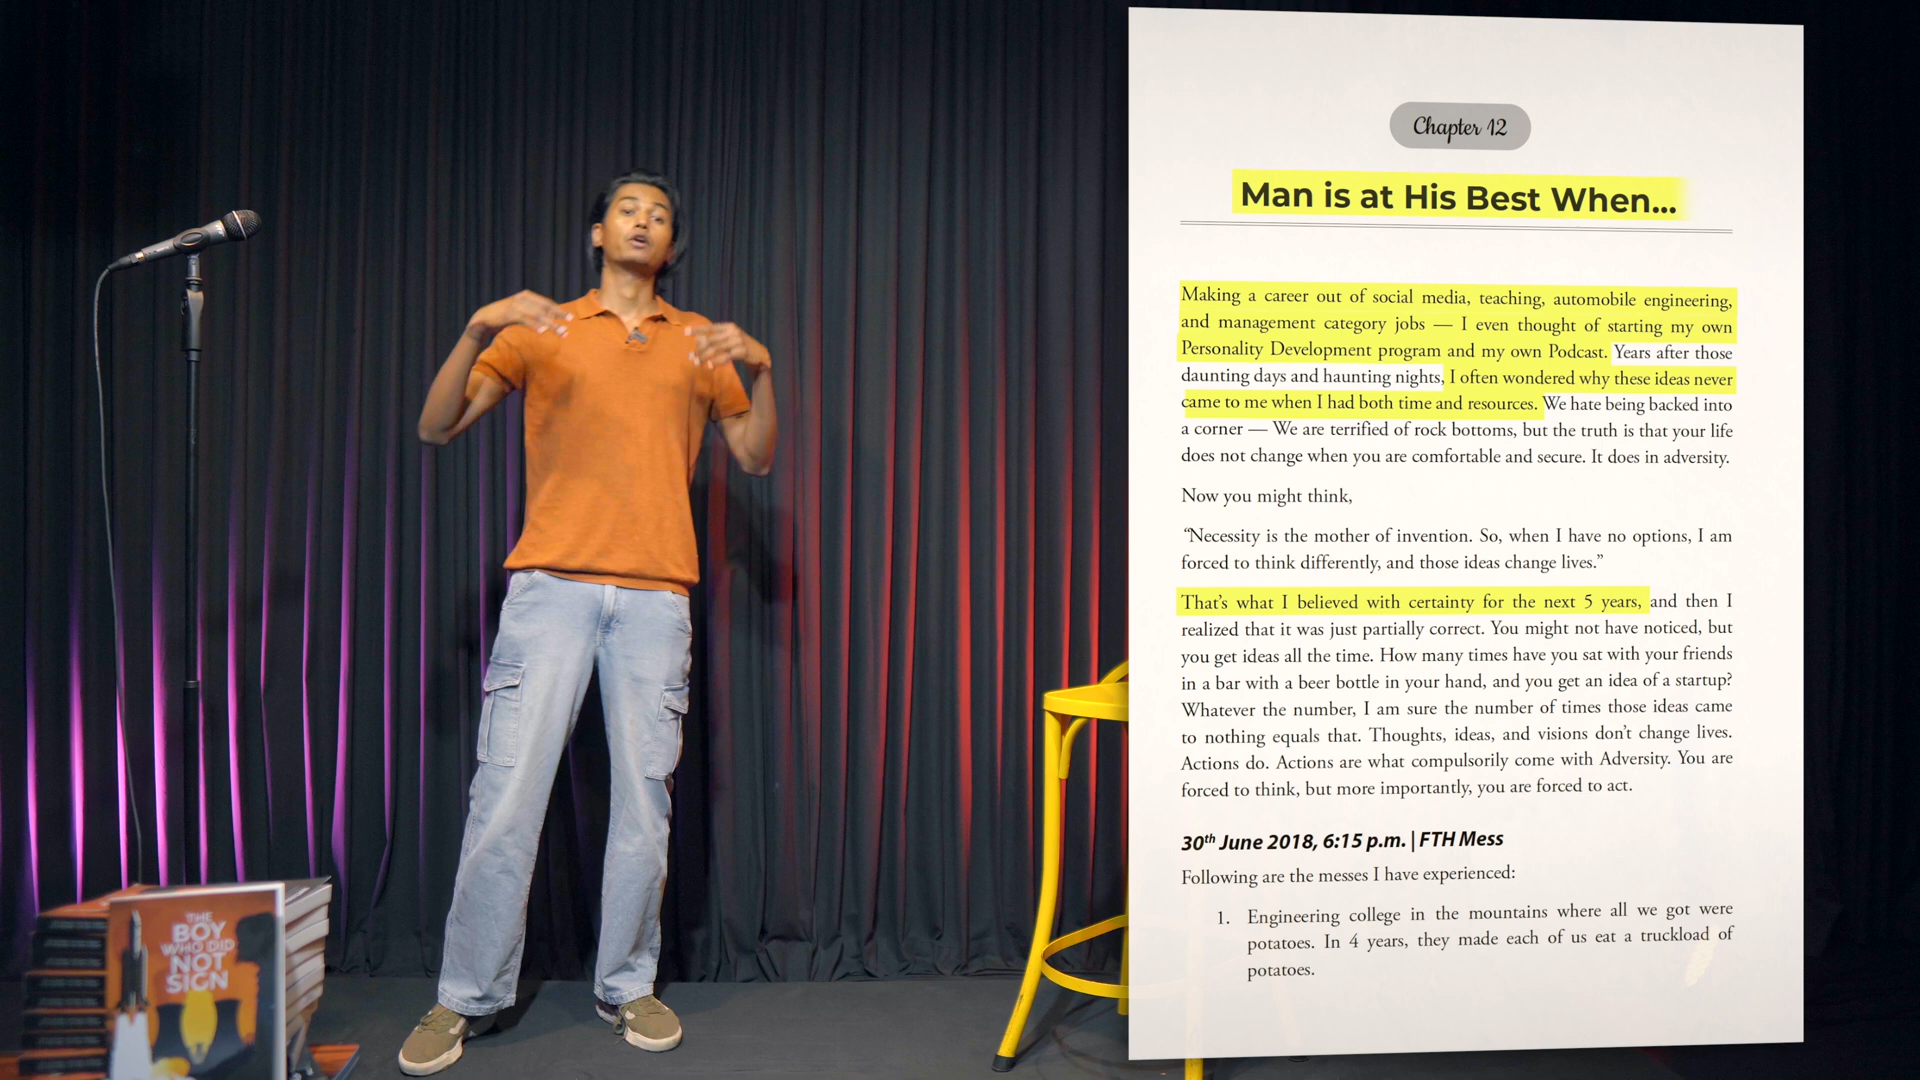 Chapter 12
Man is at His Best When...
Making a career out of social media, teaching, automobile engineering,
and management category jobs — I even thought of starting my own
Personality Development program and my own Podcast. Years after those
daunting days and haunting nights, I often wondered why these ideas never
came to me when I had both time and resources. We hate being backed into
a corner — We are terrified of rock bottoms, but the truth is that your life
does not change when you are comfortable and secure. It does in adversity.
Now you might think,
“Necessity is the mother of invention. So, when I have no options, I am
forced to think differently, and those ideas change lives.”
That’s what I believed with certainty for the next 5 years, and then I
realized that it was just partially correct. You might not have noticed, but
you get ideas all the time. How many times have you sat with your friends
in a bar with a beer bottle in your hand, and you get an idea of a startup?
Whatever the number, I am sure the number of times those ideas came
to nothing equals that. Thoughts, ideas, and visions don’t change lives.
Actions do. Actions are what compulsorily come with Adversity. You are
forced to think, but more importantly, you are forced to act.
30th June 2018, 6:15 p.m. | FTH Mess
Following are the messes I have experienced:
1. Engineering college in the mountains where all we got were
potatoes. In 4 years, they made each of us eat a truckload of
potatoes.
THE
BOY
WHO DID
NOT
SIGN